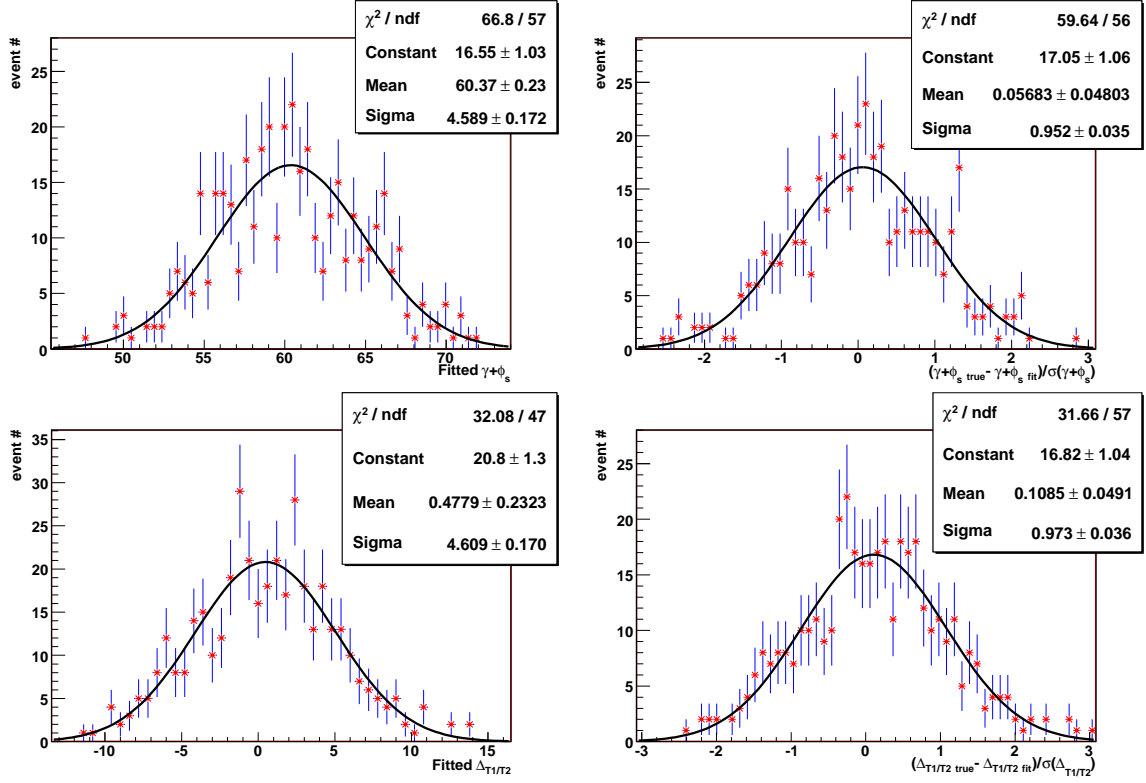 χ² / ndf 66.8 / 57
Constant 16.55 ± 1.03
Mean 60.37 ± 0.23
Sigma 4.589 ± 0.172
event #
25
20
15
10
5
0
50 55 60 65 70
Fitted γ+ϕs
χ² / ndf 59.64 / 56
Constant 17.05 ± 1.06
Mean 0.05683 ± 0.04803
Sigma 0.952 ± 0.035
event #
25
20
15
10
5
0
-2 -1 0 1 2 3
(γ+ϕs true- γ+ϕs fit)/σ(γ+ϕs)
χ² / ndf 32.08 / 47
Constant 20.8 ± 1.3
Mean 0.4779 ± 0.2323
Sigma 4.609 ± 0.170
event #
35
30
25
20
15
10
5
0
-10 -5 0 5 10 15
Fitted ΔT1/T2
χ² / ndf 31.66 / 57
Constant 16.82 ± 1.04
Mean 0.1085 ± 0.0491
Sigma 0.973 ± 0.036
event #
25
20
15
10
5
0
-3 -2 -1 0 1 2 3
(ΔT1/T2 true- ΔT1/T2 fit)/σ(ΔT1/T2)